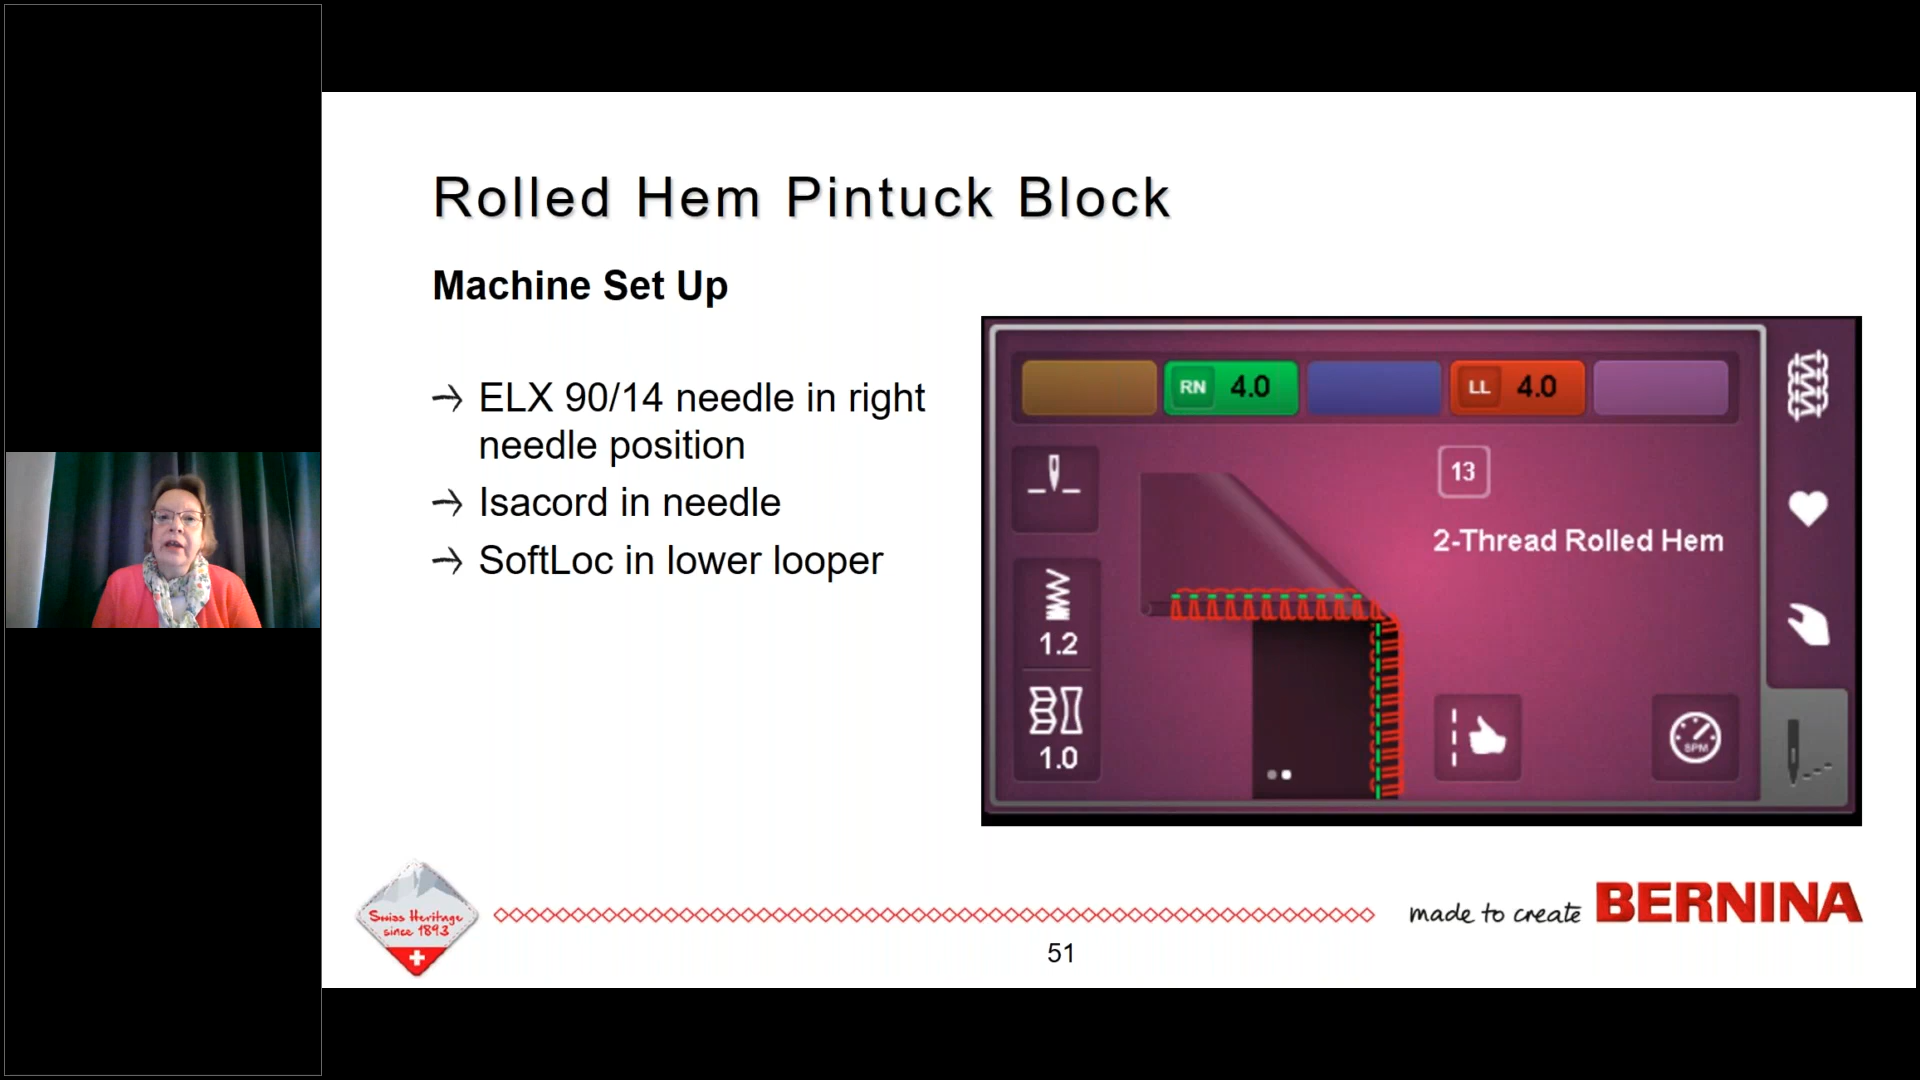 Rolled Hem Pintuck Block
Machine Set Up
ELX 90/14 needle in right
needle position
Isacord in needle
SoftLoc in lower looper
RN 4.0
LL 4.0
13
2-Thread Rolled Hem
1.2
1.0
SPM
Swiss Heritage
since 1893
made to create BERNINA
51